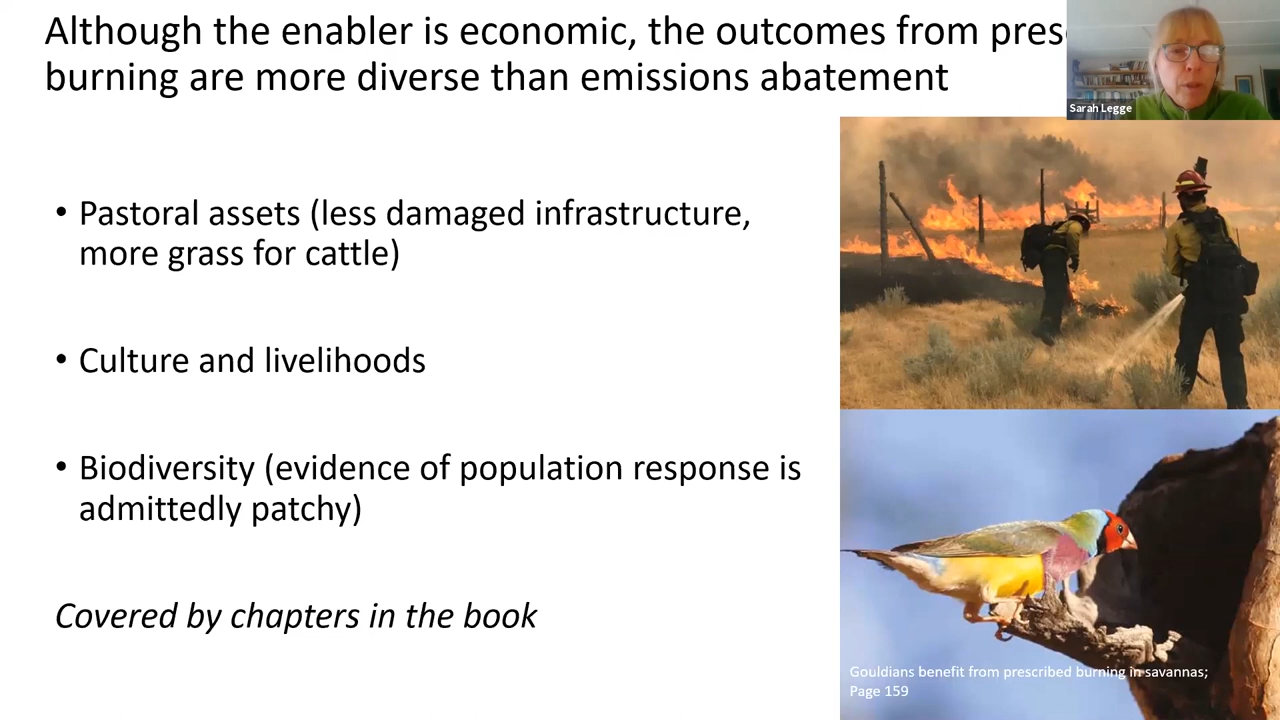 Although the enabler is economic, the outcomes from
burning are more diverse than emissions abatement
Sarah Legge
• Pastoral assets (less damaged infrastructure,
more grass for cattle)
• Culture and livelihoods
• Biodiversity (evidence of population response is
admittedly patchy)
Covered by chapters in the book
Gouldians benefit from prescribed burning in savannas;
Page 159